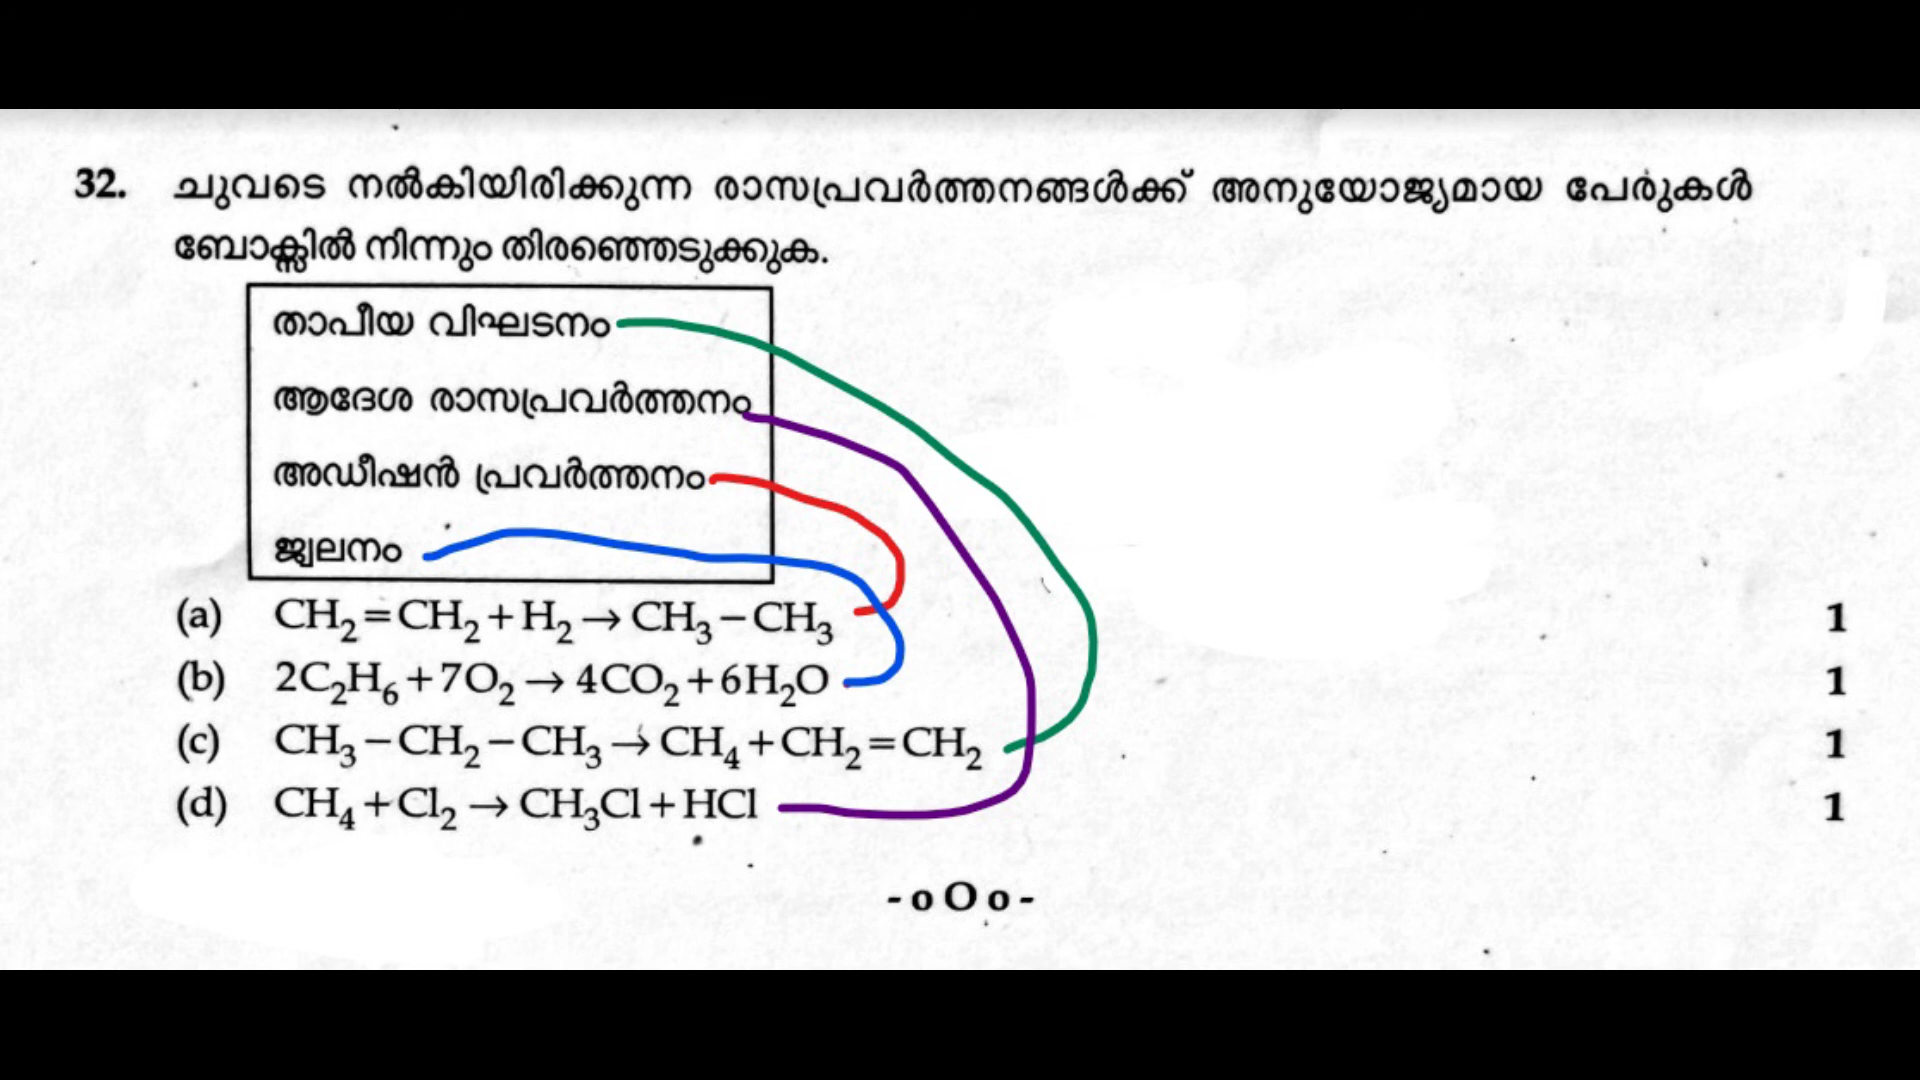 32. ചുവടെ നൽകിയിരിക്കുന്ന രാസപ്രവർത്തനങ്ങൾക്ക് അനുയോജ്യമായ പേരുകൾ
ബോക്സിൽ നിന്നും തിരഞ്ഞെടുക്കുക.
താപീയ വിഘടനം
ആദേശ രാസപ്രവർത്തനം
അഡീഷൻ പ്രവർത്തനം
ജ്വലനം
(a) CH₂=CH₂+H₂→CH₃−CH₃ 1
(b) 2C₂H₆+7O₂→4CO₂+6H₂O 1
(c) CH₃−CH₂−CH₃→CH₄+CH₂=CH₂ 1
(d) CH₄+Cl₂→CH₃Cl+HCl 1
- o O o -